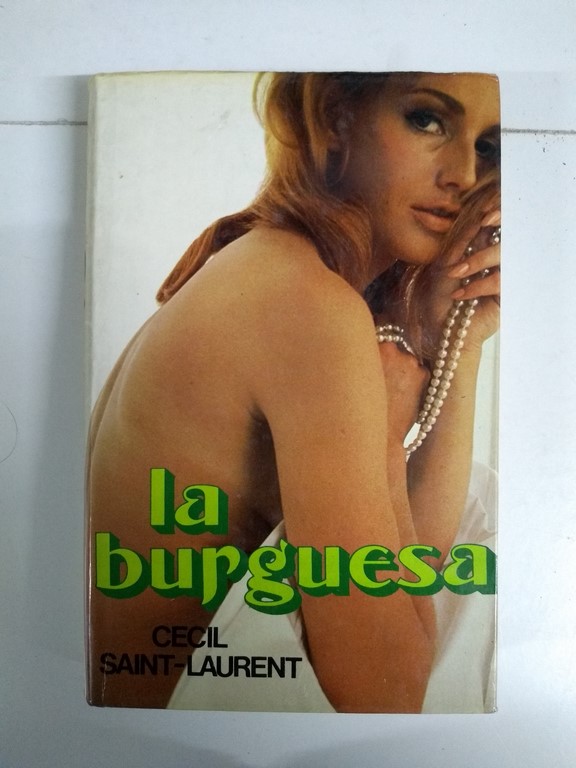 la
burguesa
CECIL
SAINT-LAURENT